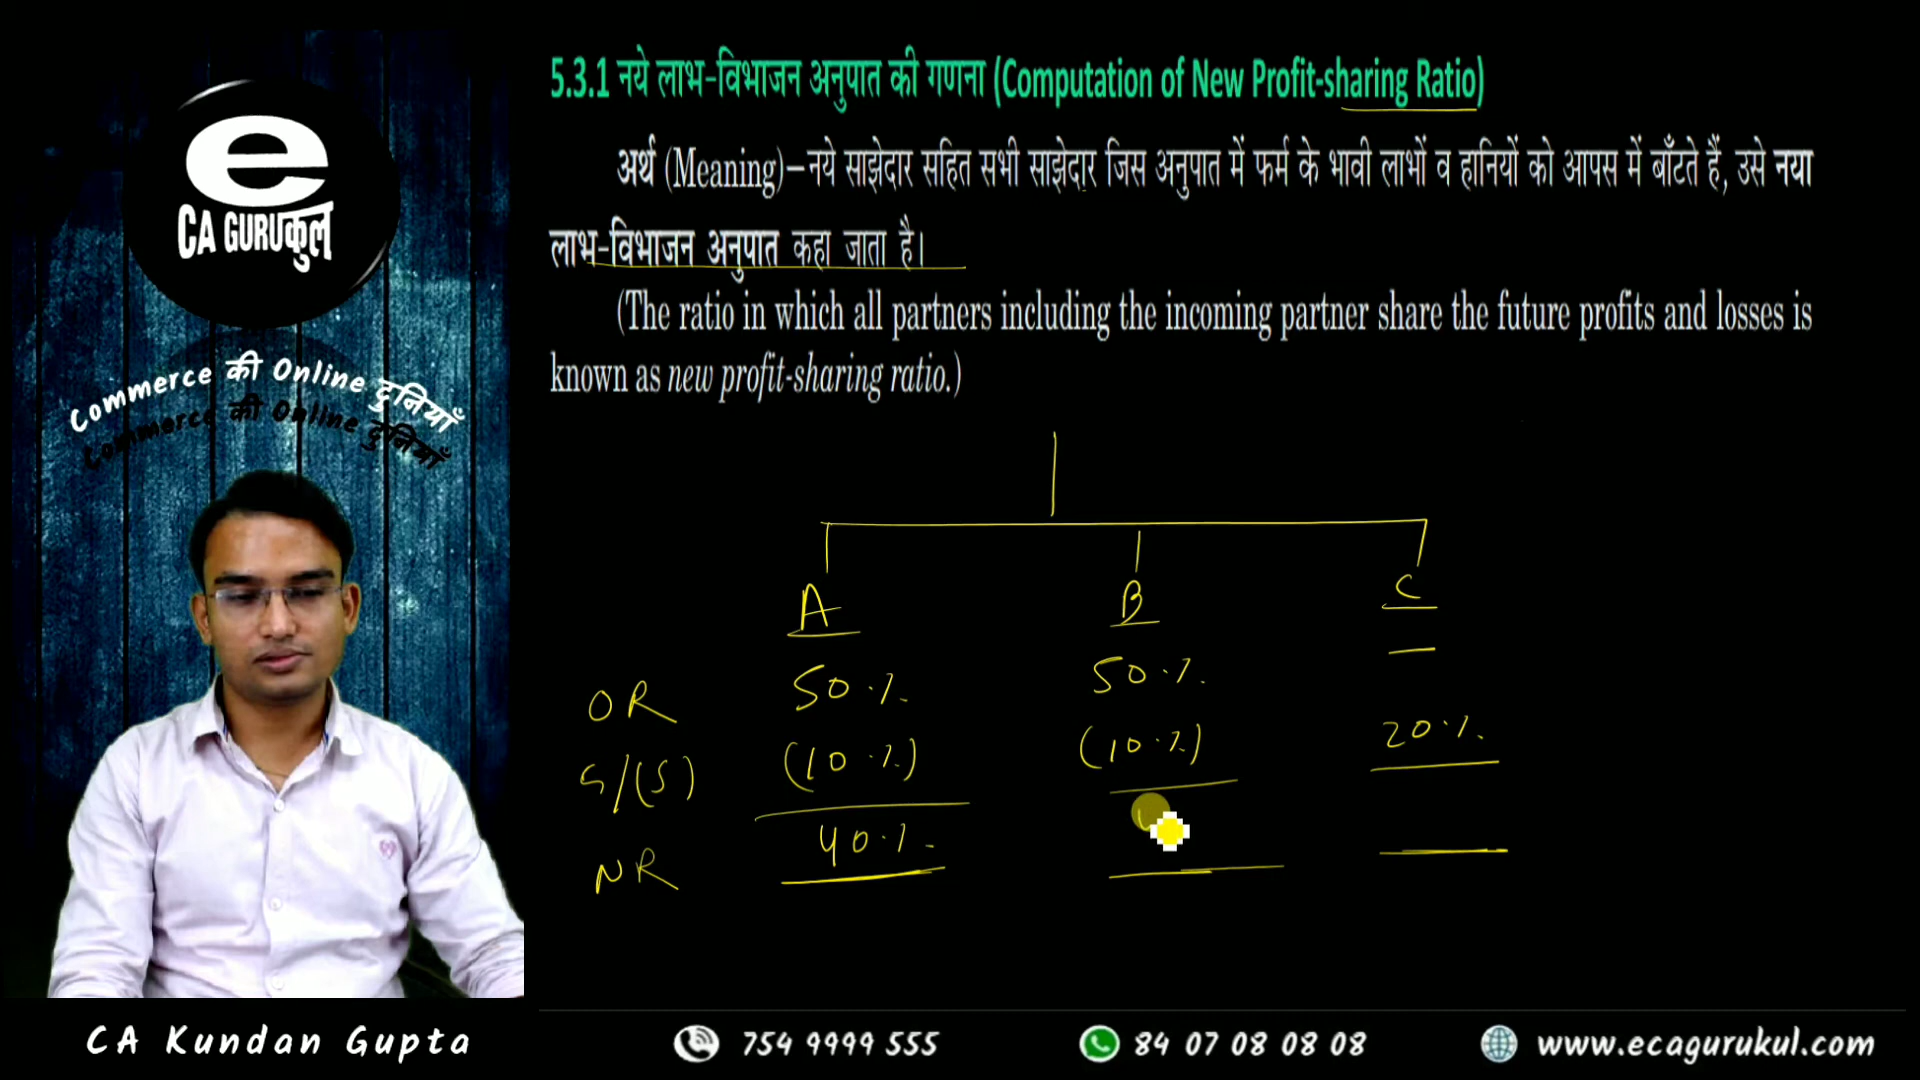 5.3.1 नये लाभ-विभाजन अनुपात की गणना (Computation of New Profit-sharing Ratio)
अर्थ (Meaning)—नये साझेदार सहित सभी साझेदार जिस अनुपात में फर्म के भावी लाभों व हानियों को आपस में बाँटते हैं, उसे नया
लाभ-विभाजन अनुपात कहा जाता है।
(The ratio in which all partners including the incoming partner share the future profits and losses is
known as new profit-sharing ratio.)
e
CA GURUकुल
Commerce की Online दुनियाँ
Commerce की Online दुनियाँ
A B C
OR 50% 50% —
S/(S) (10%) (10%) 20%
NR 40%
CA Kundan Gupta 754 9999 555 84 07 08 08 08 www.ecagurukul.com